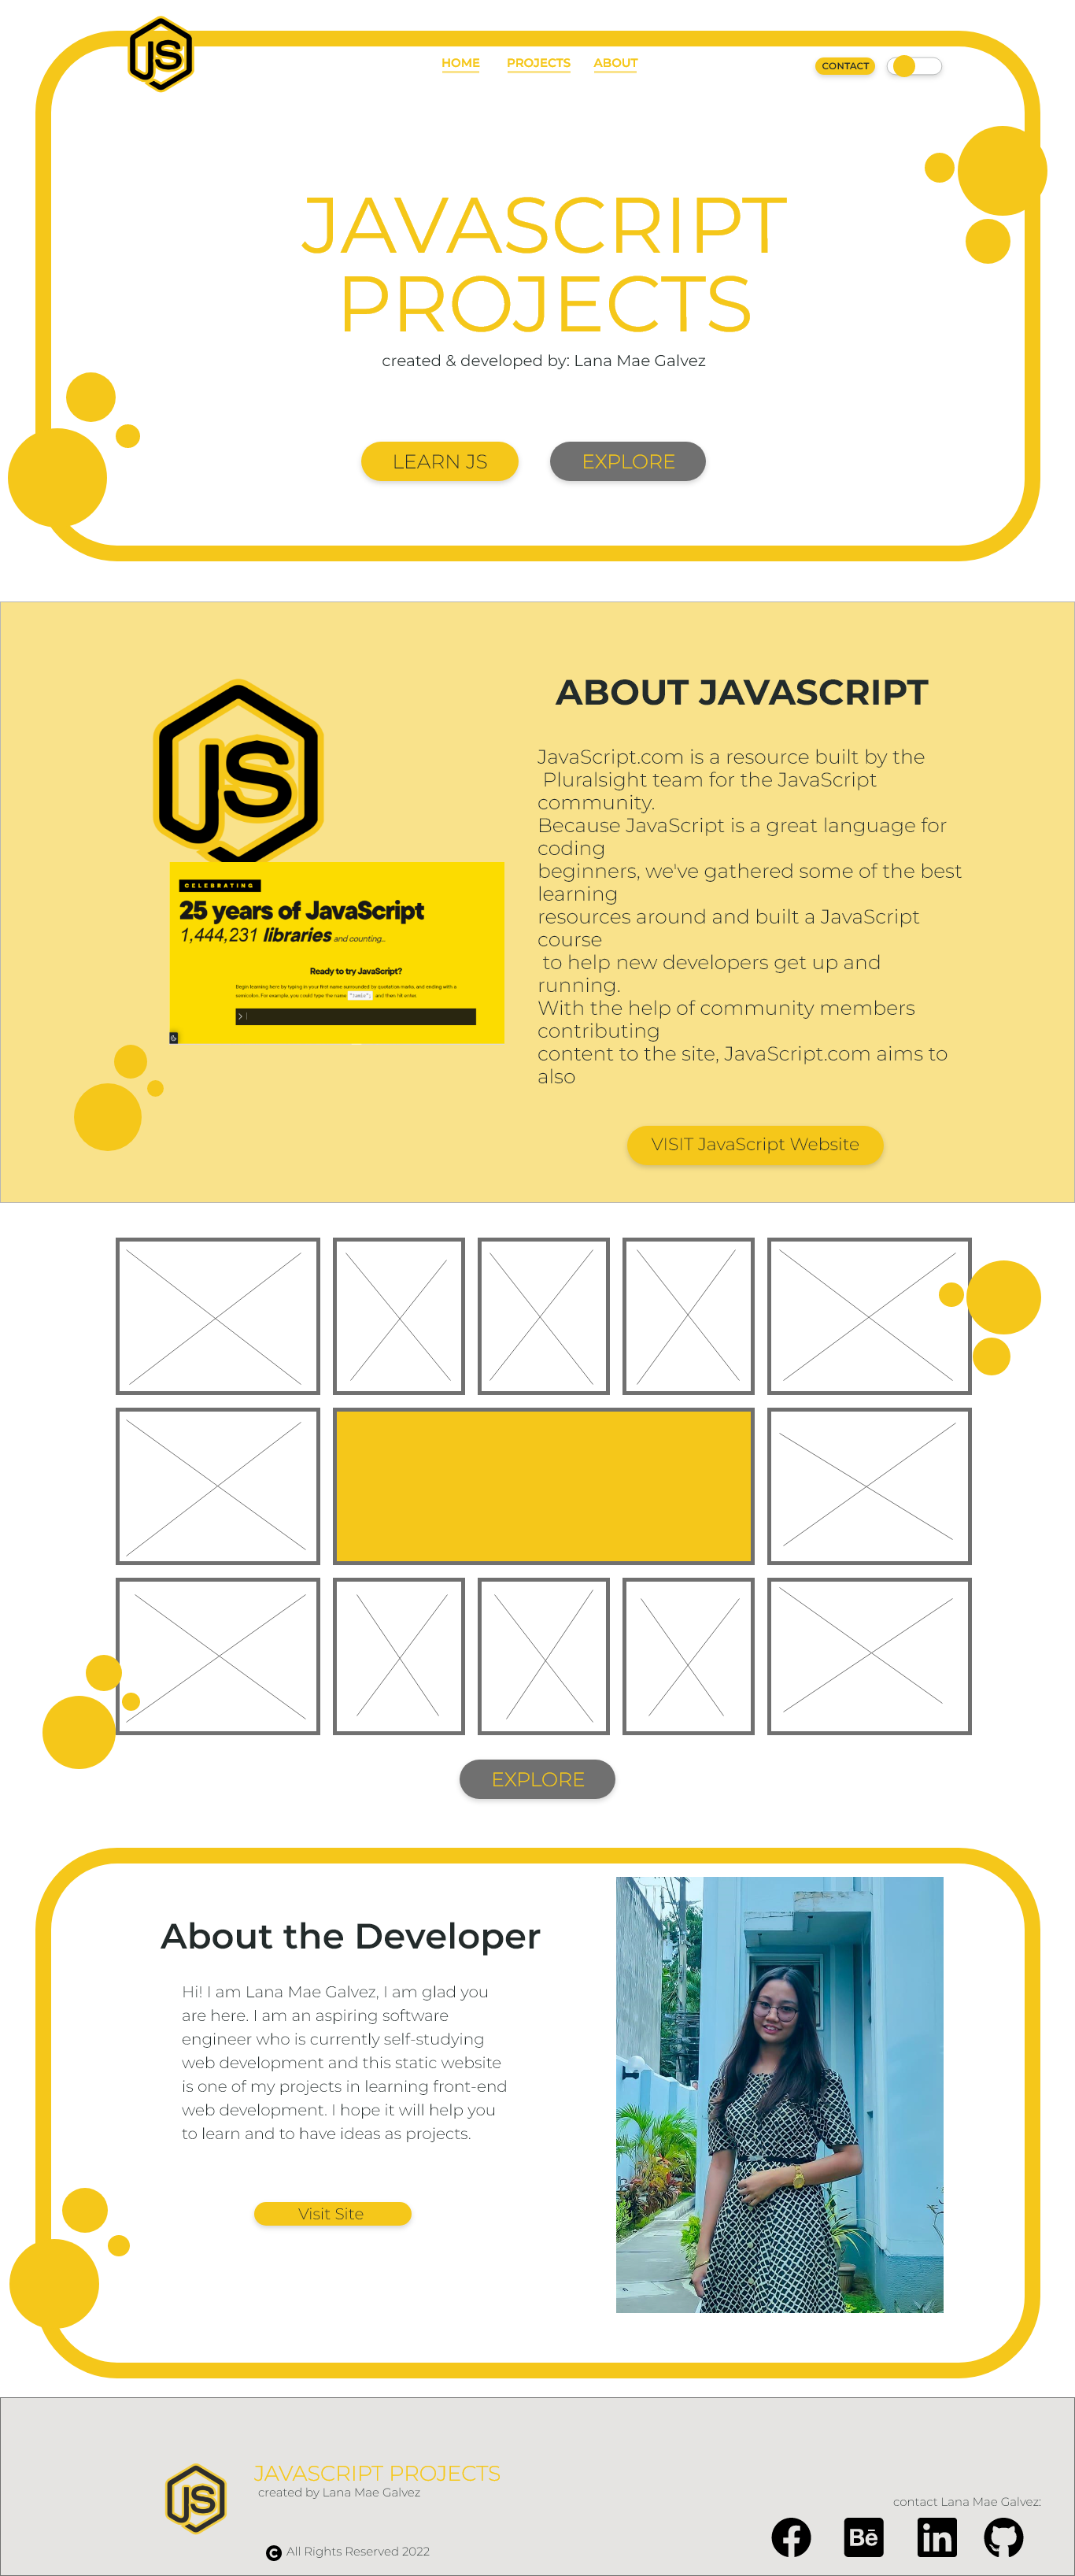 JS
HOME PROJECTS ABOUT CONTACT
JAVASCRIPT
PROJECTS
created & developed by: Lana Mae Galvez
LEARN JS EXPLORE
JS
CELEBRATING
25 years of JavaScript
1,444,231 libraries and counting...
Ready to try JavaScript?
Begin learning here by typing in your first name surrounded by quotation marks, and ending with a
semicolon. For example, you could type the name "Jamie"; and then hit enter.
>
ABOUT JAVASCRIPT
JavaScript.com is a resource built by the
Pluralsight team for the JavaScript
community.
Because JavaScript is a great language for
coding
beginners, we've gathered some of the best
learning
resources around and built a JavaScript
course
to help new developers get up and
running.
With the help of community members
contributing
content to the site, JavaScript.com aims to
also
VISIT JavaScript Website
EXPLORE
About the Developer
Hi! I am Lana Mae Galvez, I am glad you
are here. I am an aspiring software
engineer who is currently self-studying
web development and this static website
is one of my projects in learning front-end
web development. I hope it will help you
to learn and to have ideas as projects.
Visit Site
JS
JAVASCRIPT PROJECTS
created by Lana Mae Galvez
C All Rights Reserved 2022
contact Lana Mae Galvez:
f Bē in